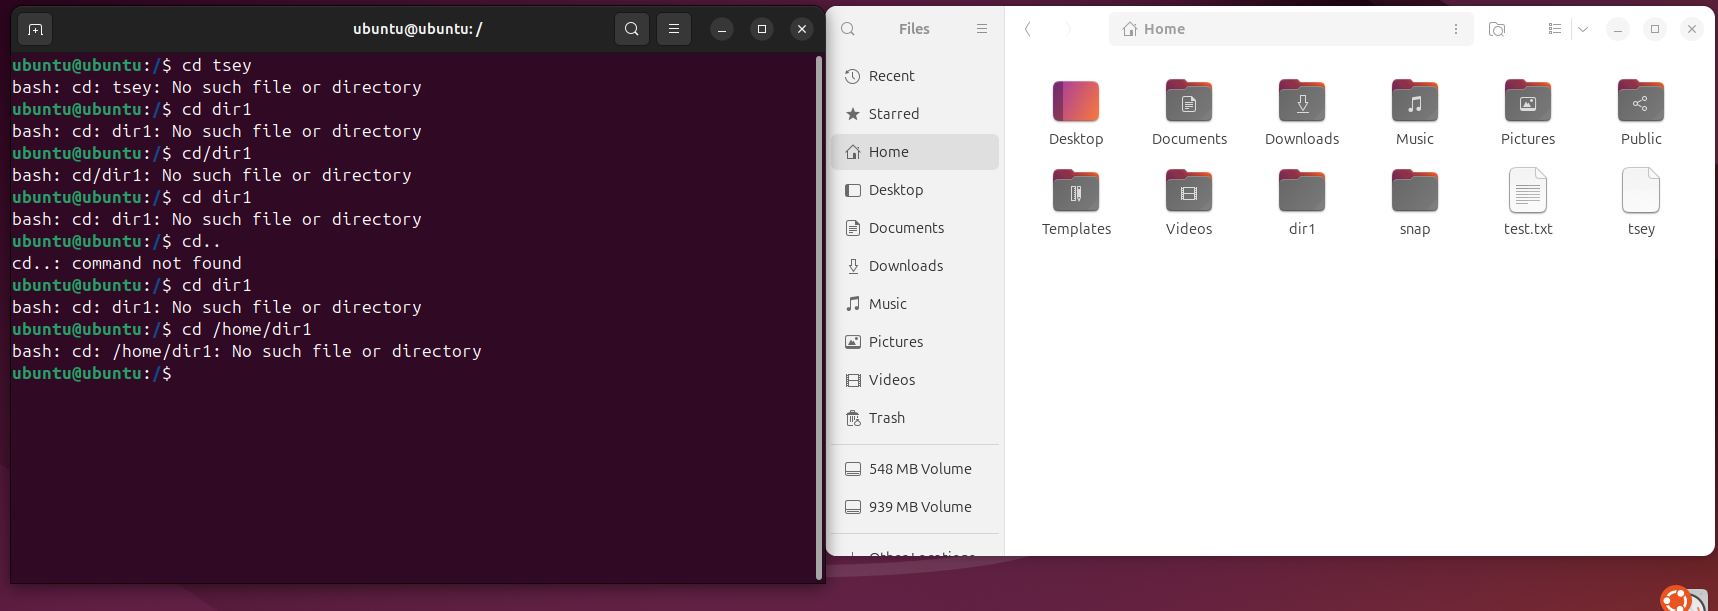 ubuntu@ubuntu: /
ubuntu@ubuntu:/$ cd tsey
bash: cd: tsey: No such file or directory
ubuntu@ubuntu:/$ cd dir1
bash: cd: dir1: No such file or directory
ubuntu@ubuntu:/$ cd/dir1
bash: cd/dir1: No such file or directory
ubuntu@ubuntu:/$ cd dir1
bash: cd: dir1: No such file or directory
ubuntu@ubuntu:/$ cd..
cd..: command not found
ubuntu@ubuntu:/$ cd dir1
bash: cd: dir1: No such file or directory
ubuntu@ubuntu:/$ cd /home/dir1
bash: cd: /home/dir1: No such file or directory
ubuntu@ubuntu:/$
Files
Recent
Starred
Home
Desktop
Documents
Downloads
Music
Pictures
Videos
Trash
548 MB Volume
939 MB Volume
Other Locations
Home
Desktop Documents Downloads Music Pictures Public
Templates Videos dir1 snap test.txt tsey